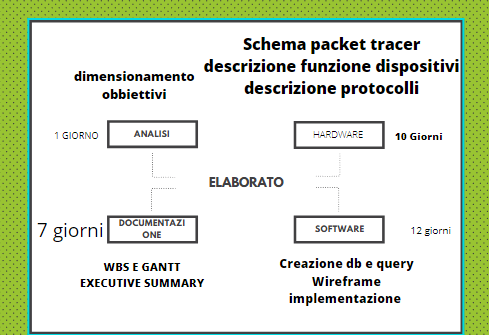 Schema packet tracer
descrizione funzione dispositivi
descrizione protocolli
dimensionamento
obbiettivi
1 GIORNO
ANALISI
HARDWARE
10 Giorni
ELABORATO
7 giorni
DOCUMENTAZI
ONE
SOFTWARE
12 giorni
WBS E GANTT
EXECUTIVE SUMMARY
Creazione db e query
Wireframe
implementazione